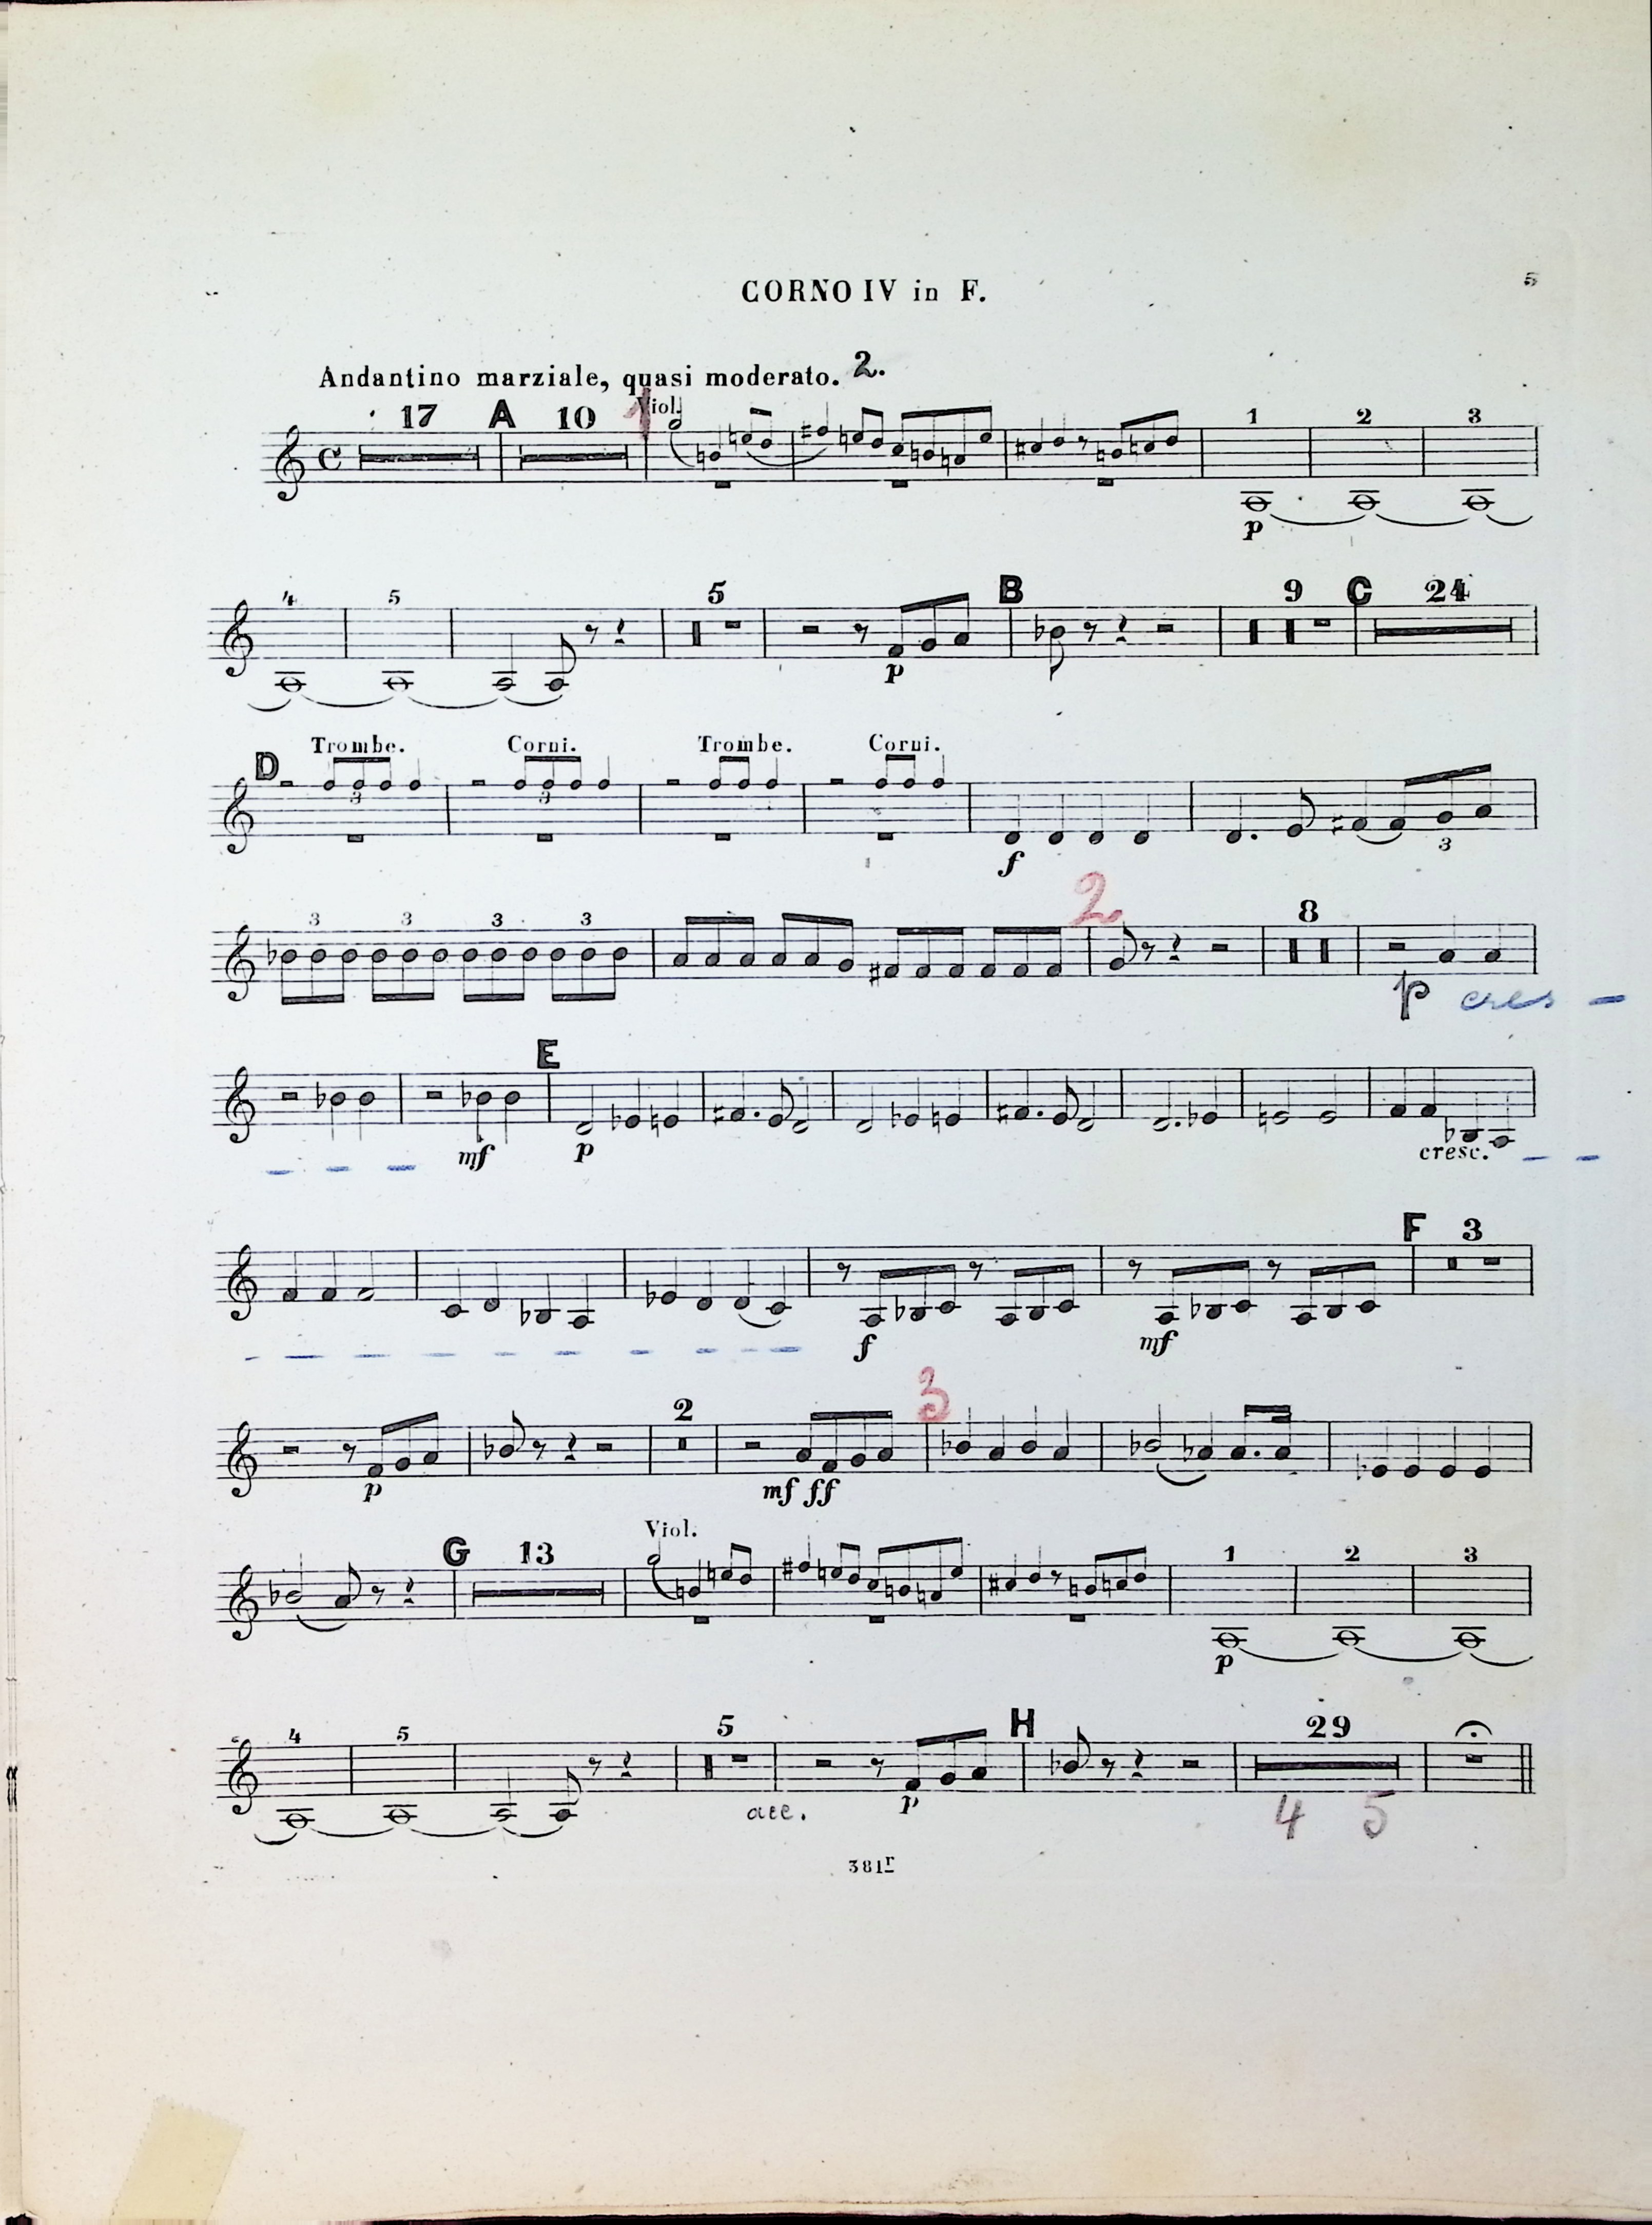 CORNO IV in F.
5
Andantino marziale, quasi moderato. 2.
17 A 10 1 Viol. 1 2 3
p
4 5 5 B 9 C 24
p
D Trombe. Corni. Trombe. Corni.
3 3
f 3
2
3 3 3 3 8
p cres
E
mf p cresc.
F 3
f mf
3
2
p mf ff
Viol.
G 13 1 2 3
p
4 5 5 H 29
acc. p 4 5
381r